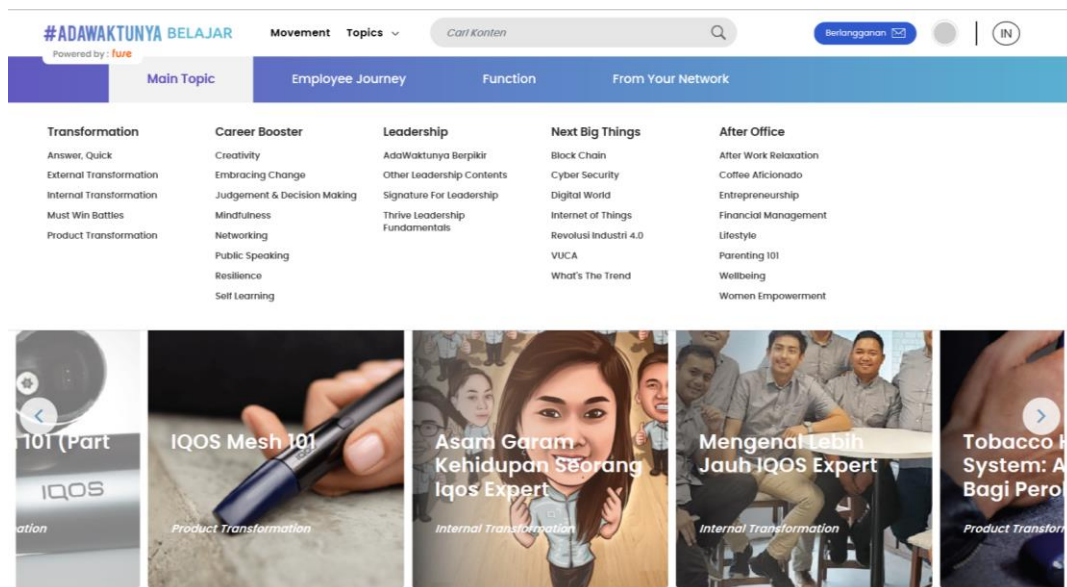 #ADAWAKTUNYA BELAJAR
Powered by : fuse
Movement
Topics
Cari Konten
Berlangganan
IN
Main Topic
Employee Journey
Function
From Your Network
Transformation
Answer, Quick
External Transformation
Internal Transformation
Must Win Battles
Product Transformation
Career Booster
Creativity
Embracing Change
Judgement & Decision Making
Mindfulness
Networking
Public Speaking
Resilience
Self Learning
Leadership
AdaWaktunya Berpikir
Other Leadership Contents
Signature For Leadership
Thrive Leadership
Fundamentals
Next Big Things
Block Chain
Cyber Security
Digital World
Internet of Things
Revolusi Industri 4.0
VUCA
What's The Trend
After Office
After Work Relaxation
Coffee Aficionado
Entrepreneurship
Financial Management
Lifestyle
Parenting 101
Wellbeing
Women Empowerment
101 (Part
IQOS
IQOS Mesh 101
Product Transformation
Asam Garam
Kehidupan Seorang
Iqos Expert
Internal Transformation
Mengenal Lebih
Jauh IQOS Expert
Internal Transformation
Tobacco
System: A
Bagi
Product